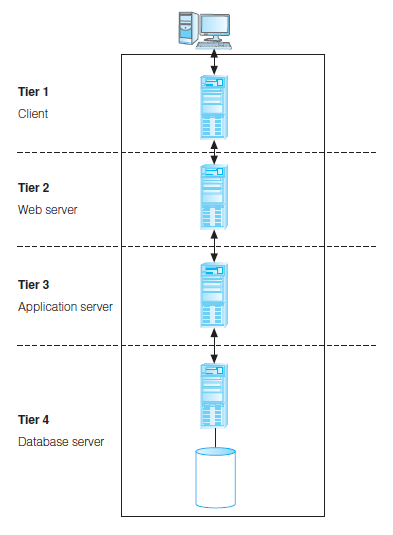 Tier 1
Client
Tier 2
Web server
Tier 3
Application server
Tier 4
Database server